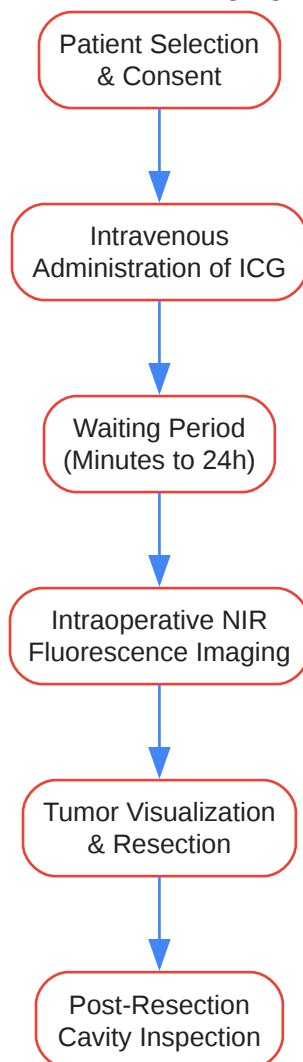 Patient Selection
& Consent
Intravenous
Administration of ICG
Waiting Period
(Minutes to 24h)
Intraoperative NIR
Fluorescence Imaging
Tumor Visualization
& Resection
Post-Resection
Cavity Inspection